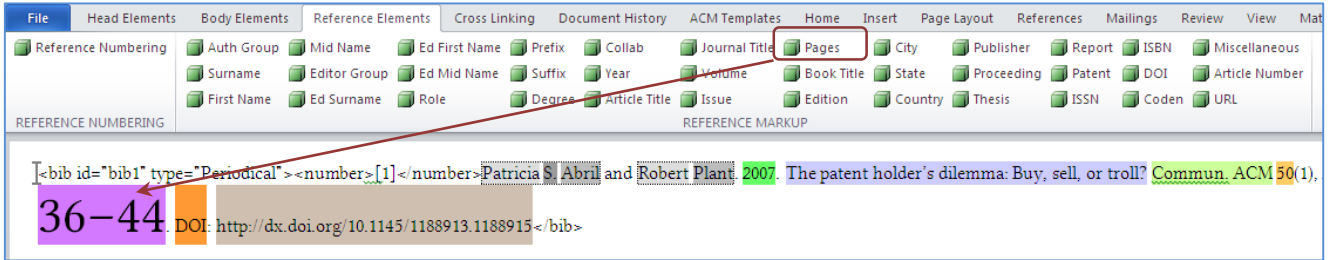 File Head Elements Body Elements Reference Elements Cross Linking Document History ACM Templates Home Insert Page Layout References Mailings Review View Mat
Reference Numbering Auth Group Mid Name Ed First Name Prefix Collab Journal Title Pages City Publisher Report ISBN Miscellaneous
Surname Editor Group Ed Mid Name Suffix Year Volume Book Title State Proceeding Patent DOI Article Number
First Name Ed Surname Role Degree Article Title Issue Edition Country Thesis ISSN Coden URL
REFERENCE NUMBERING REFERENCE MARKUP
<bib id="bib1" type="Periodical"><number>[1]</number>Patricia S. Abril and Robert Plant. 2007. The patent holder's dilemma: Buy, sell, or troll? Commun. ACM 50(1),
36–44. DOI: http://dx.doi.org/10.1145/1188913.1188915</bib>